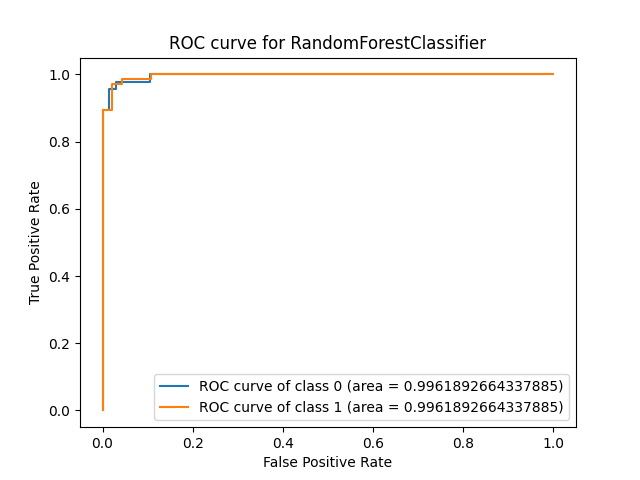 ROC curve for RandomForestClassifier
1.0
0.8
0.6
0.4
0.2
0.0
True Positive Rate
ROC curve of class 0 (area = 0.9961892664337885)
ROC curve of class 1 (area = 0.9961892664337885)
0.0 0.2 0.4 0.6 0.8 1.0
False Positive Rate